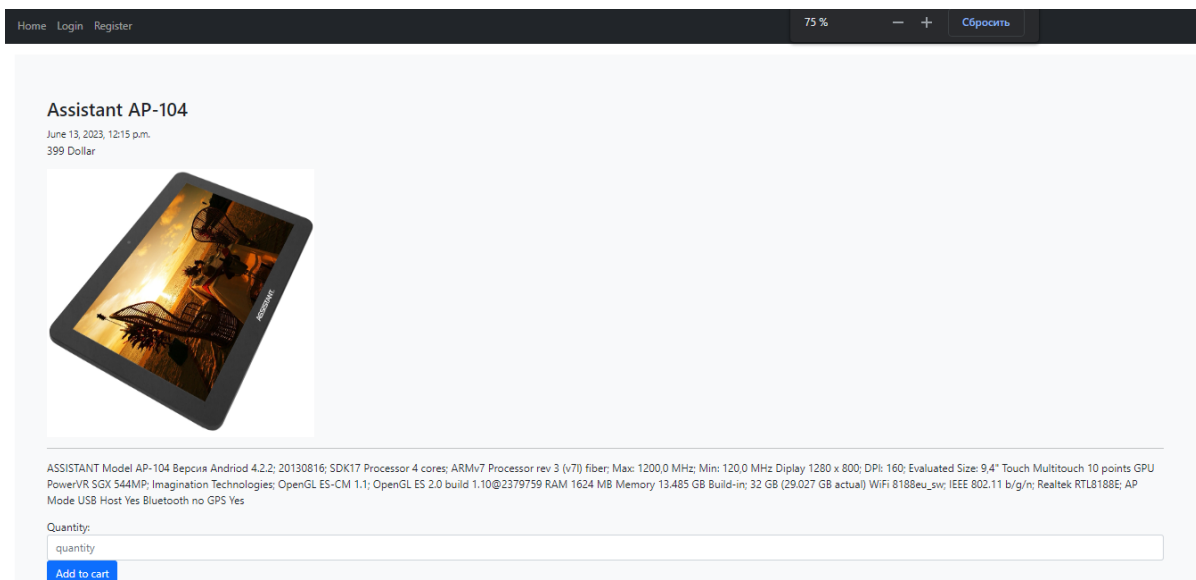 Home Login Register
75 %
Сбросить
Assistant AP-104
June 13, 2023, 12:15 p.m.
399 Dollar
ASSISTANT
ASSISTANT Model AP-104 Версия Andriod 4.2.2; 20130816; SDK17 Processor 4 cores; ARMv7 Processor rev 3 (v7l) fiber; Max: 1200,0 MHz; Min: 120,0 MHz Diplay 1280 x 800; DPI: 160; Evaluated Size: 9,4" Touch Multitouch 10 points GPU
PowerVR SGX 544MP; Imagination Technologies; OpenGL ES-CM 1.1; OpenGL ES 2.0 build 1.10@2379759 RAM 1624 MB Memory 13.485 GB Build-in; 32 GB (29.027 GB actual) WiFi 8188eu_sw; IEEE 802.11 b/g/n; Realtek RTL8188E; AP
Mode USB Host Yes Bluetooth no GPS Yes
Quantity:
quantity
Add to cart